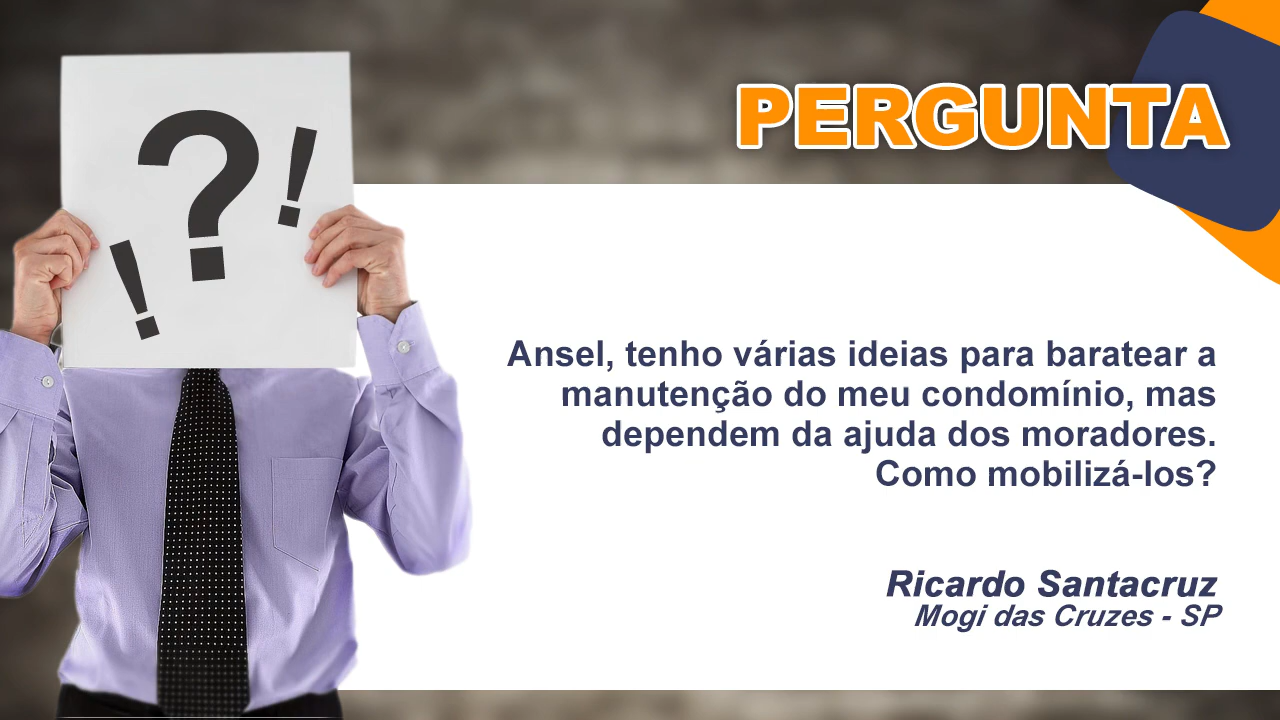 ? ! !
PERGUNTA
Ansel, tenho várias ideias para baratear a
manutenção do meu condomínio, mas
dependem da ajuda dos moradores.
Como mobilizá-los?
Ricardo Santacruz
Mogi das Cruzes - SP